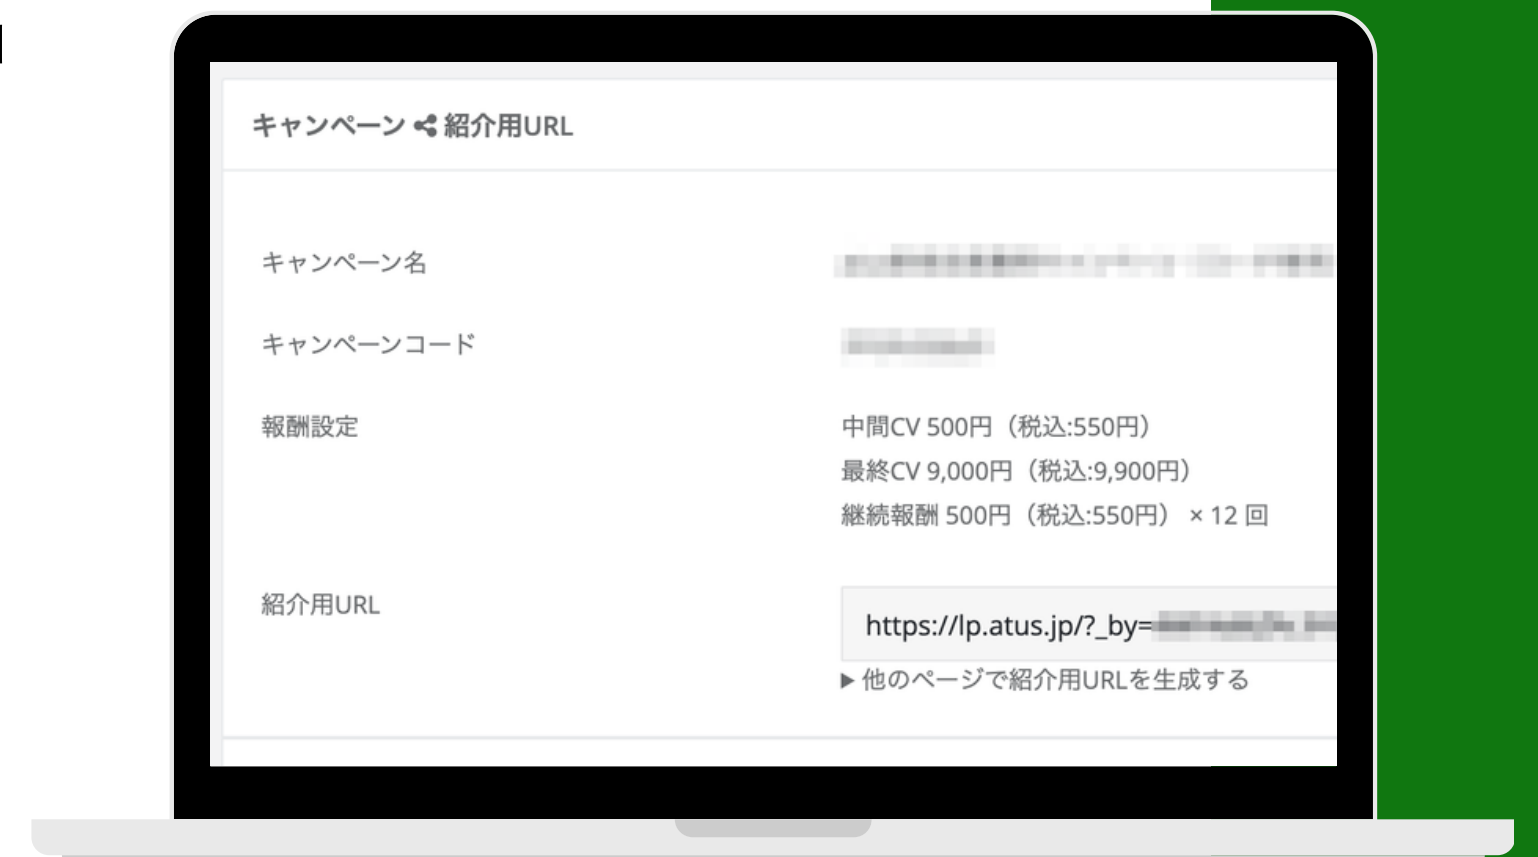 キャンペーン 紹介用URL
キャンペーン名
キャンペーンコード
報酬設定
中間CV 500円（税込:550円）
最終CV 9,000円（税込:9,900円）
継続報酬 500円（税込:550円） × 12 回
紹介用URL
https://lp.atus.jp/?_by=
▶ 他のページで紹介用URLを生成する